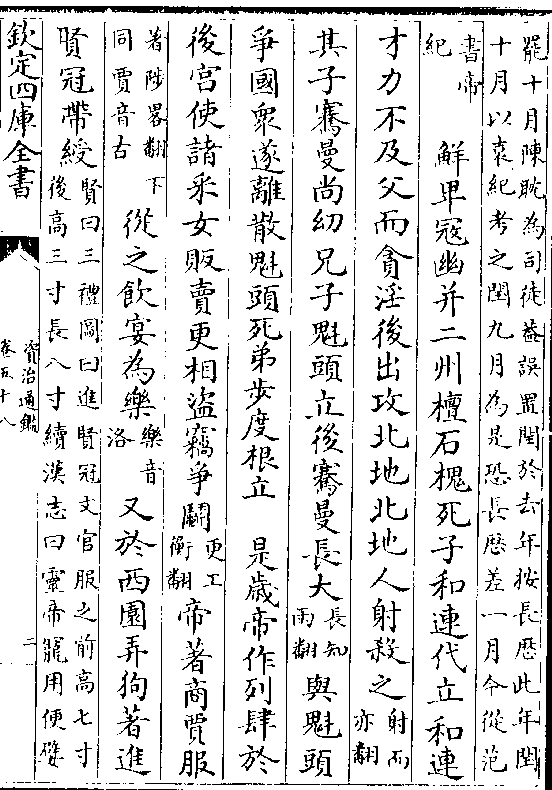 罷十月陳耽為司徒葢誤置閏於去年按長厯此年閏
十月以袁紀考之閏九月為是恐長厯差一月今從范
書帝
紀 鮮卑寇幽并二州檀石槐死子和連代立和連
才力不及父而貪淫後出攻北地北地人射殺之射而
亦翻
其子騫曼尚幼兄子魁頭立後騫曼長大長知
兩翻與魁頭
爭國衆遂離散魁頭死弟步度根立 是歲帝作列肆於
後宮使諸采女販賣更相盜竊爭鬭更工
衡翻帝著商賈服
著陟畧翻下
同賈音古從之飲宴為樂樂音
洛 又於西園弄狗著進
賢冠帶綬賢曰三禮圖曰進賢冠文官服之前高七寸
後高三寸長八寸續漢志曰靈帝寵用便嬖
欽定四庫全書
資治通鑑
卷五十八
二